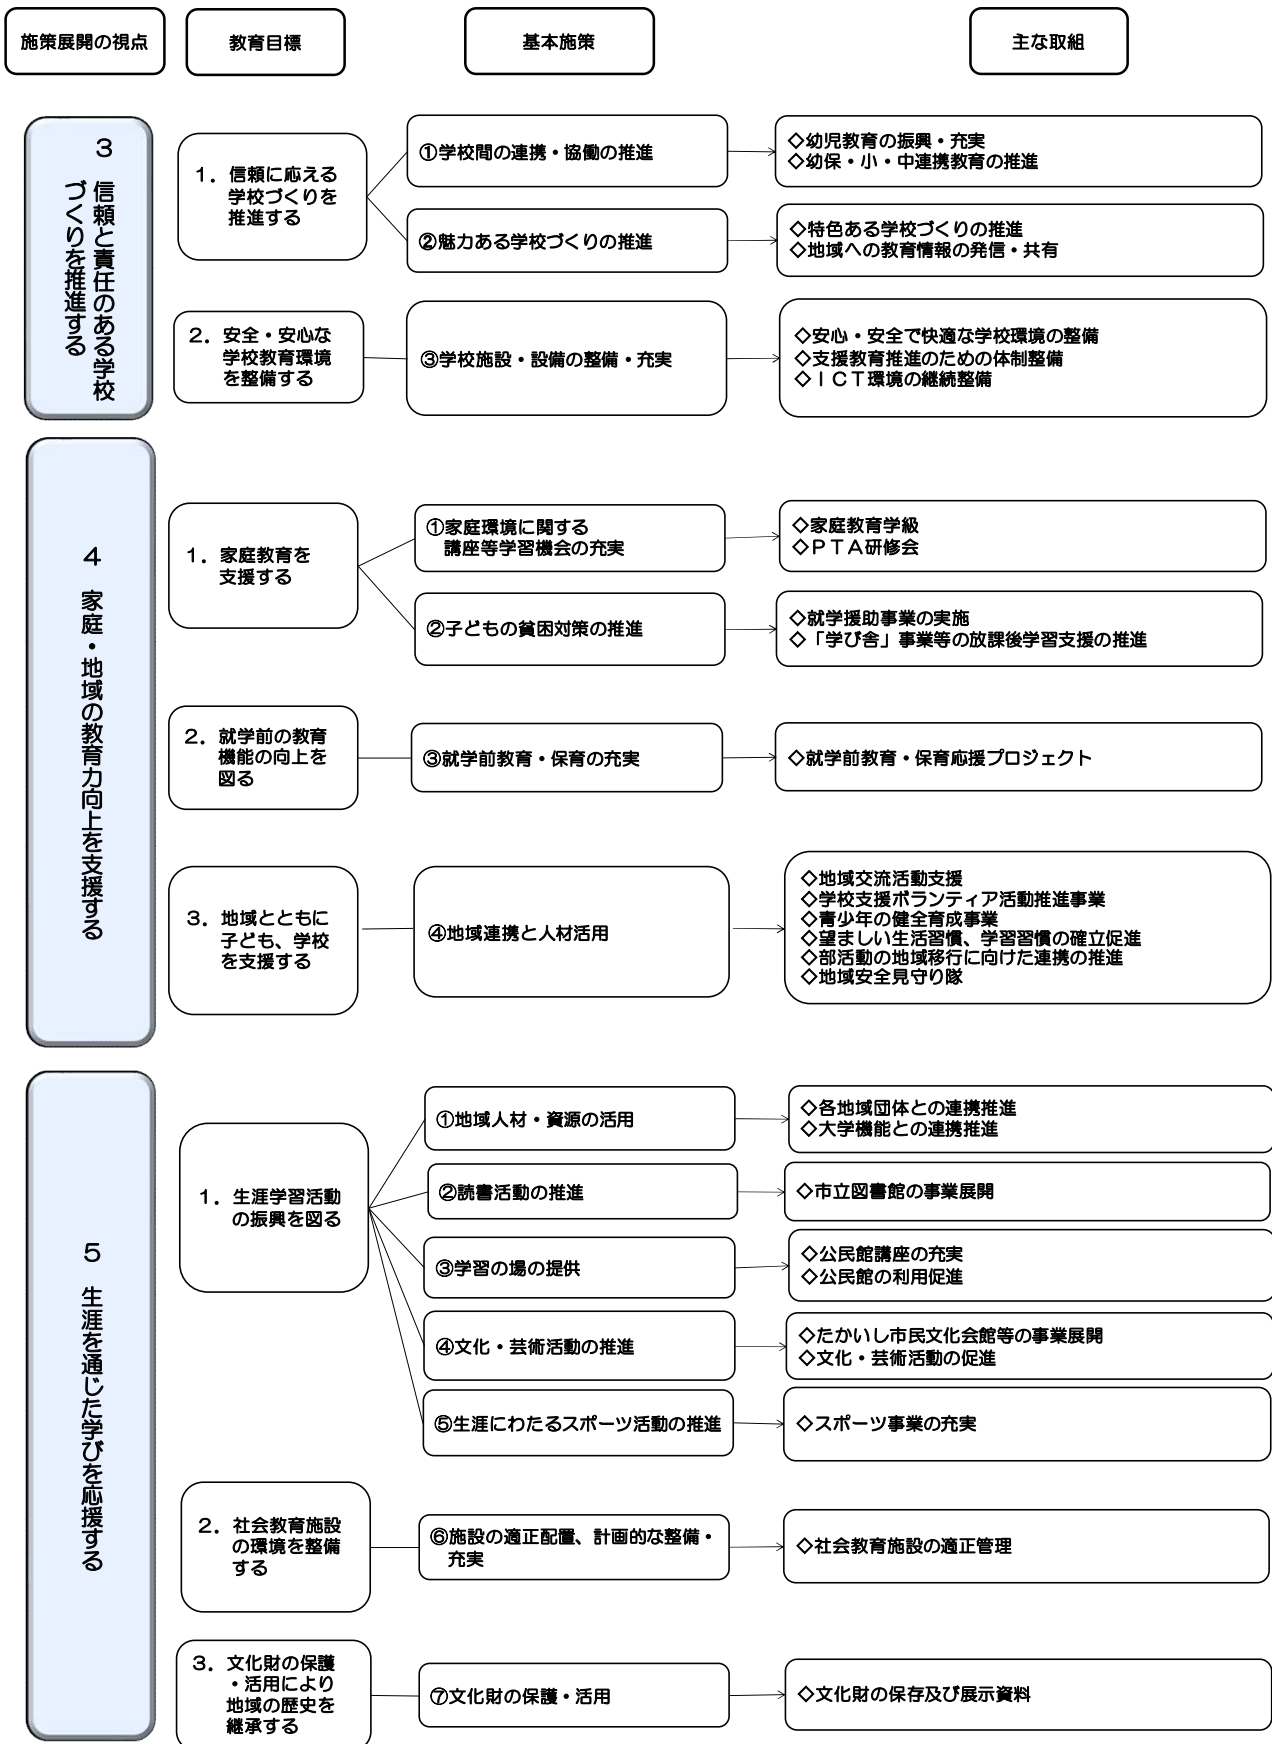 施策展開の視点
教育目標
基本施策
主な取組
3 信頼と責任のある学校
づくりを推進する
1．信頼に応える
学校づくりを
推進する
①学校間の連携・協働の推進
◇幼児教育の振興・充実
◇幼保・小・中連携教育の推進
②魅力ある学校づくりの推進
◇特色ある学校づくりの推進
◇地域への教育情報の発信・共有
2．安全・安心な
学校教育環境
を整備する
③学校施設・設備の整備・充実
◇安心・安全で快適な学校環境の整備
◇支援教育推進のための体制整備
◇ＩＣＴ環境の継続整備
4 家庭・地域の教育力向上を支援する
1．家庭教育を
支援する
①家庭環境に関する
講座等学習機会の充実
◇家庭教育学級
◇ＰＴＡ研修会
②子どもの貧困対策の推進
◇就学援助事業の実施
◇「学び舎」事業等の放課後学習支援の推進
2．就学前の教育
機能の向上を
図る
③就学前教育・保育の充実
◇就学前教育・保育応援プロジェクト
3．地域とともに
子ども、学校
を支援する
④地域連携と人材活用
◇地域交流活動支援
◇学校支援ボランティア活動推進事業
◇青少年の健全育成事業
◇望ましい生活習慣、学習習慣の確立促進
◇部活動の地域移行に向けた連携の推進
◇地域安全見守り隊
5 生涯を通じた学びを応援する
1．生涯学習活動
の振興を図る
①地域人材・資源の活用
◇各地域団体との連携推進
◇大学機能との連携推進
②読書活動の推進
◇市立図書館の事業展開
③学習の場の提供
◇公民館講座の充実
◇公民館の利用促進
④文化・芸術活動の推進
◇たかいし市民文化会館等の事業展開
◇文化・芸術活動の促進
⑤生涯にわたるスポーツ活動の推進
◇スポーツ事業の充実
2．社会教育施設
の環境を整備
する
⑥施設の適正配置、計画的な整備・
充実
◇社会教育施設の適正管理
3．文化財の保護
・活用により
地域の歴史を
継承する
⑦文化財の保護・活用
◇文化財の保存及び展示資料